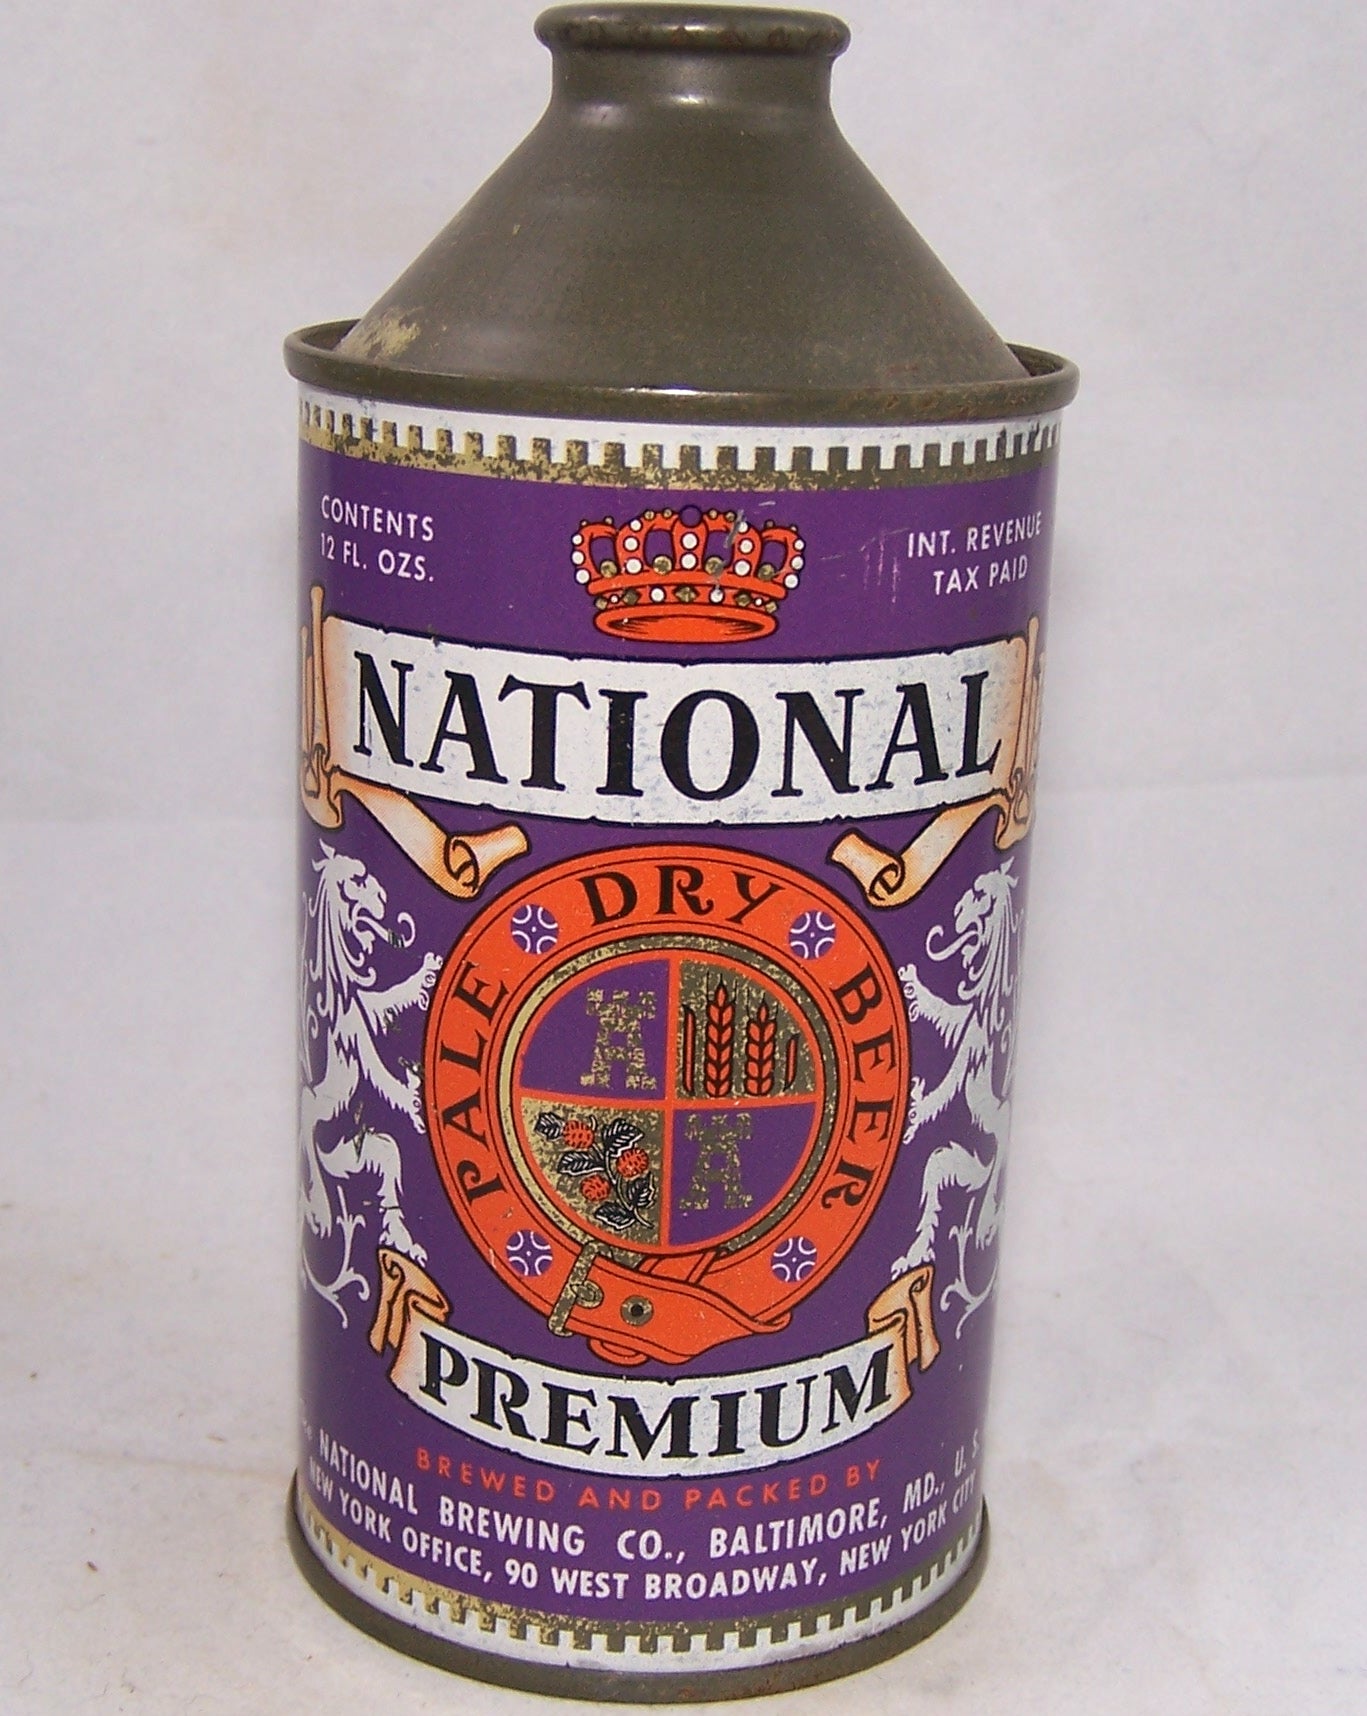 CONTENTS
12 FL. OZS.
INT. REVENUE
TAX PAID
NATIONAL
PALE DRY BEER
PREMIUM
BREWED AND PACKED BY
NATIONAL BREWING CO., BALTIMORE, MD., U. S.
NEW YORK OFFICE, 90 WEST BROADWAY, NEW YORK CITY